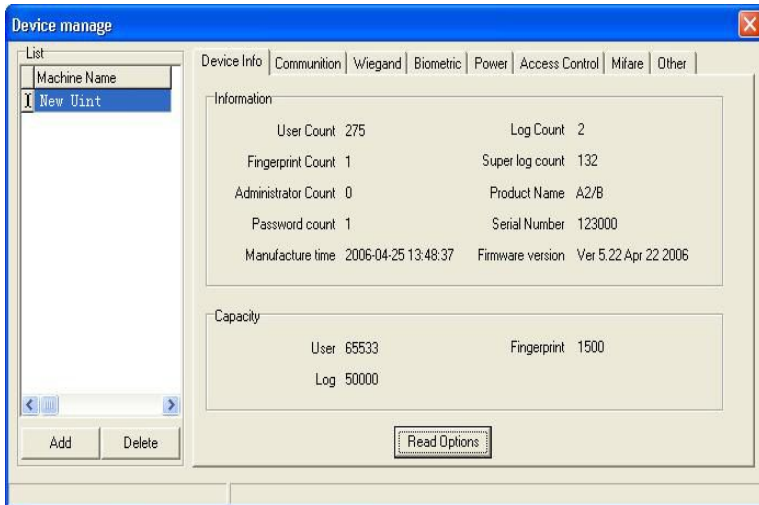 Device manage
List
Machine Name
New Uint
Add Delete
Device Info Communition Wiegand Biometric Power Access Control Mifare Other
Information
User Count 275 Log Count 2
Fingerprint Count 1 Super log count 132
Administrator Count 0 Product Name A2/B
Password count 1 Serial Number 123000
Manufacture time 2006-04-25 13:48:37 Firmware version Ver 5.22 Apr 22 2006
Capacity
User 65533 Fingerprint 1500
Log 50000
Read Options